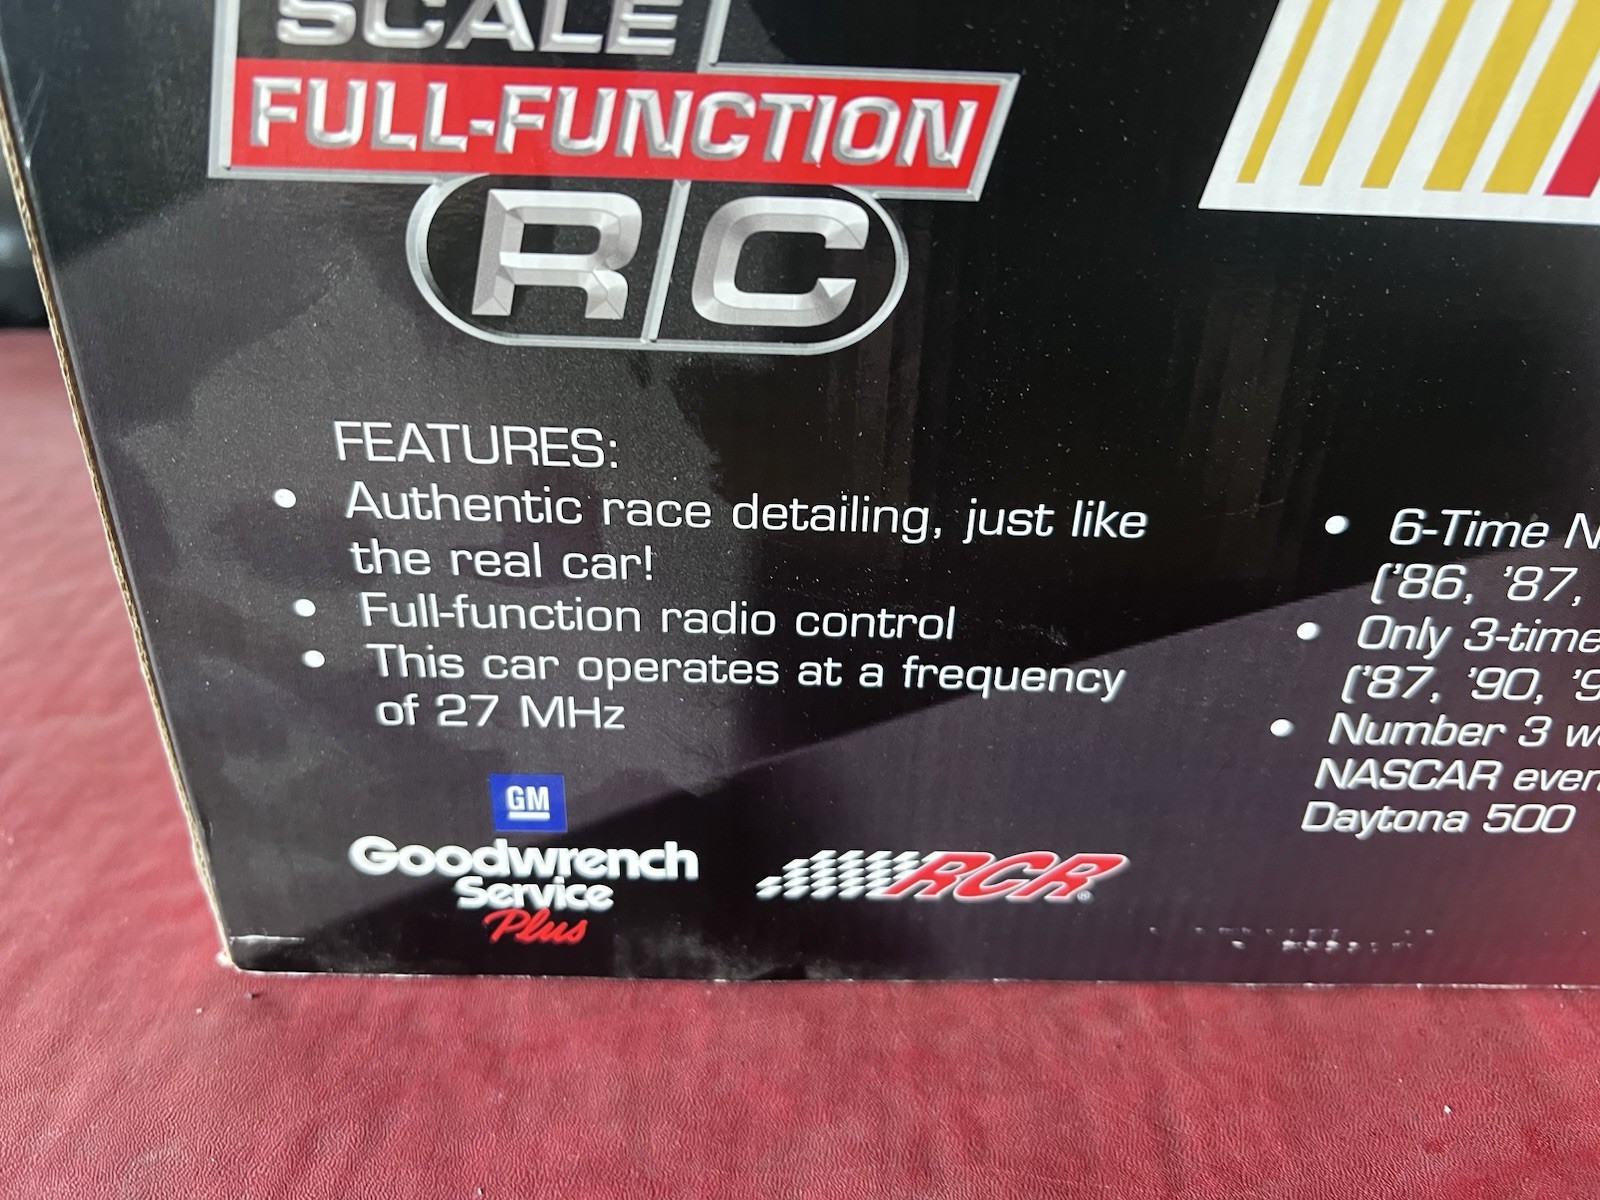 SCALE
FULL-FUNCTION
R/C
FEATURES:
• Authentic race detailing, just like
the real car!
• Full-function radio control
• This car operates at a frequency
of 27 MHz
GM
Goodwrench
Service
Plus
RCR®
• 6-Time
('86, '87,
• Only 3-time
('87, '90,
• Number 3
NASCAR
Daytona 500